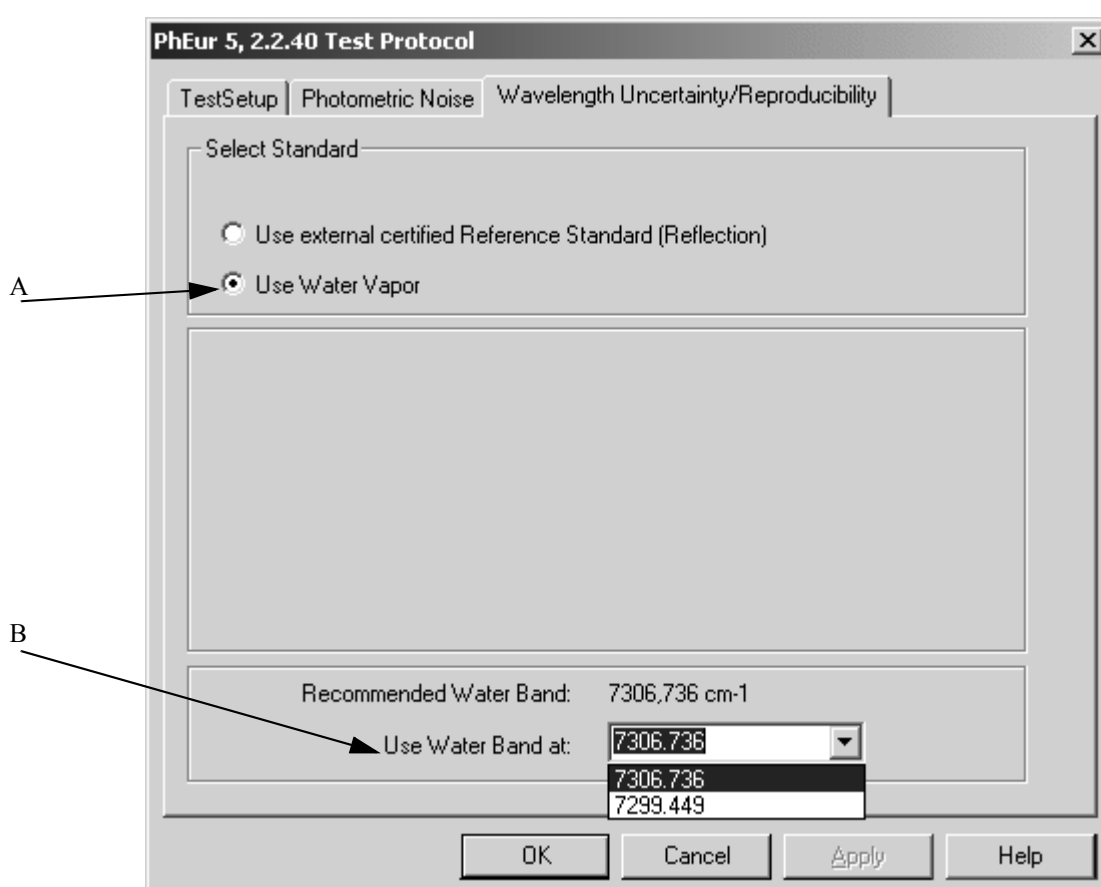 PhEur 5, 2.2.40 Test Protocol
TestSetup Photometric Noise Wavelength Uncertainty/Reproducibility
Select Standard
Use external certified Reference Standard (Reflection)
A
Use Water Vapor
B
Recommended Water Band: 7306,736 cm-1
Use Water Band at: 7306.736
7306.736
7299.449
OK Cancel Apply Help